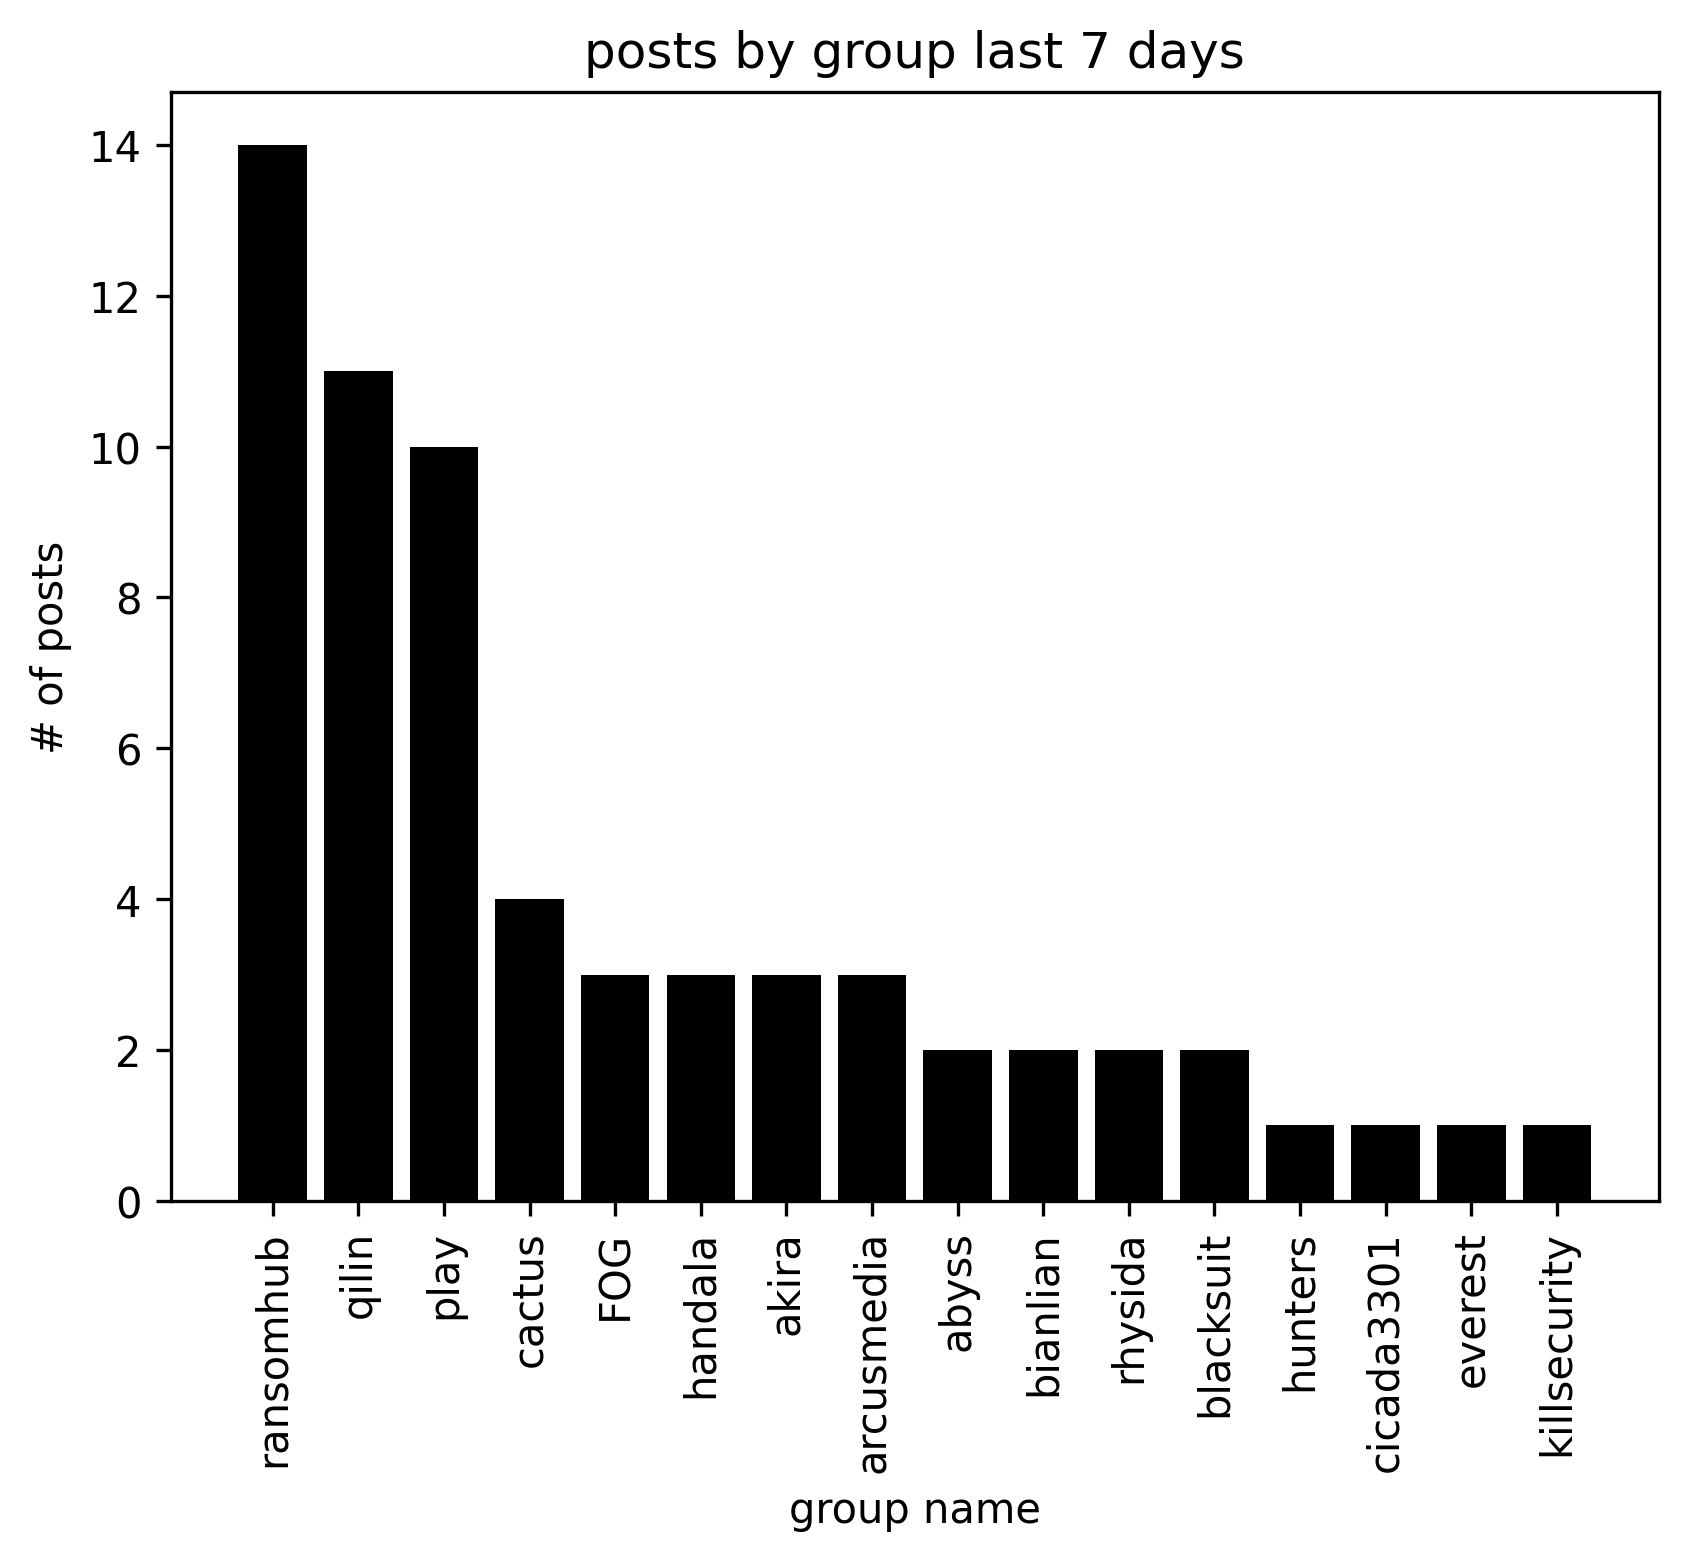 posts by group last 7 days
14
12
10
8
6
4
2
0
# of posts
ransomhub
qilin
play
cactus
FOG
handala
akira
arcusmedia
abyss
bianlian
rhysida
blacksuit
hunters
cicada3301
everest
killsecurity
group name